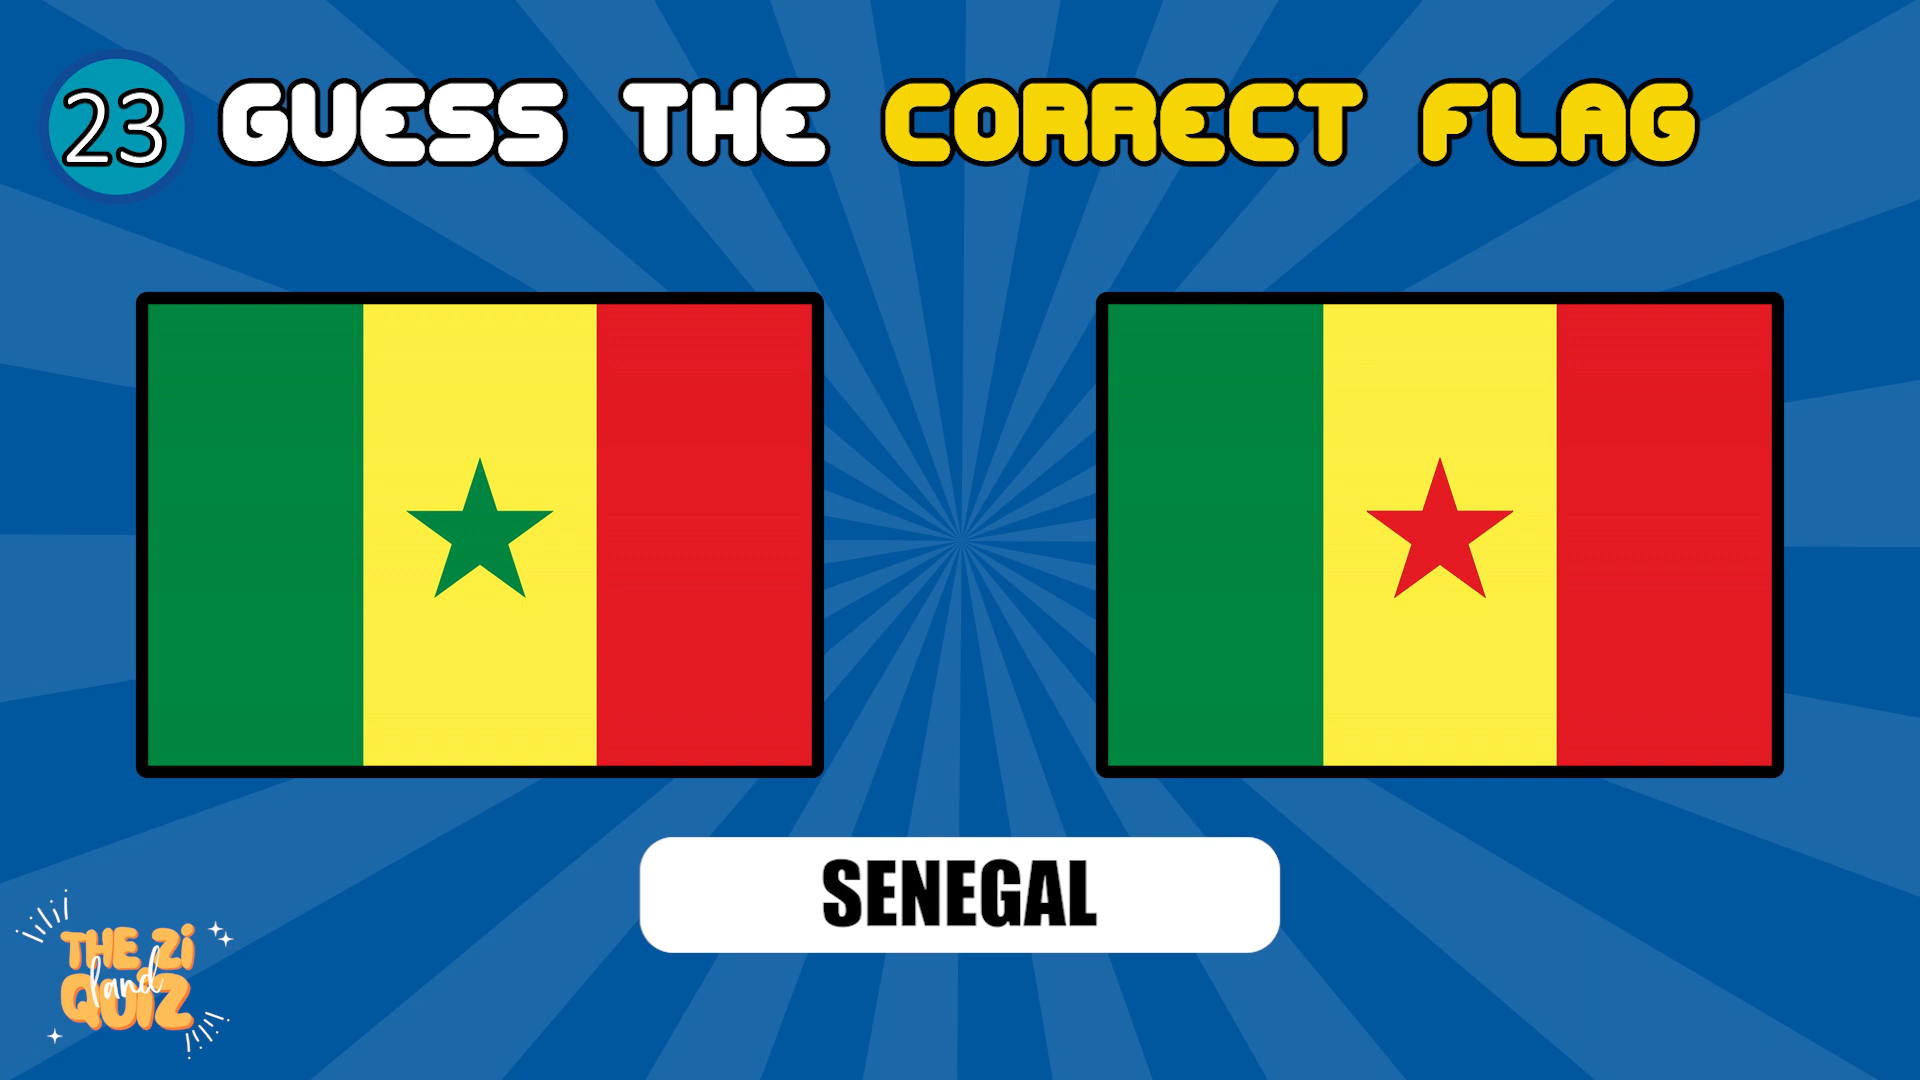 23 GUESS THE CORRECT FLAG
SENEGAL
THE Zi
land
QUIZ